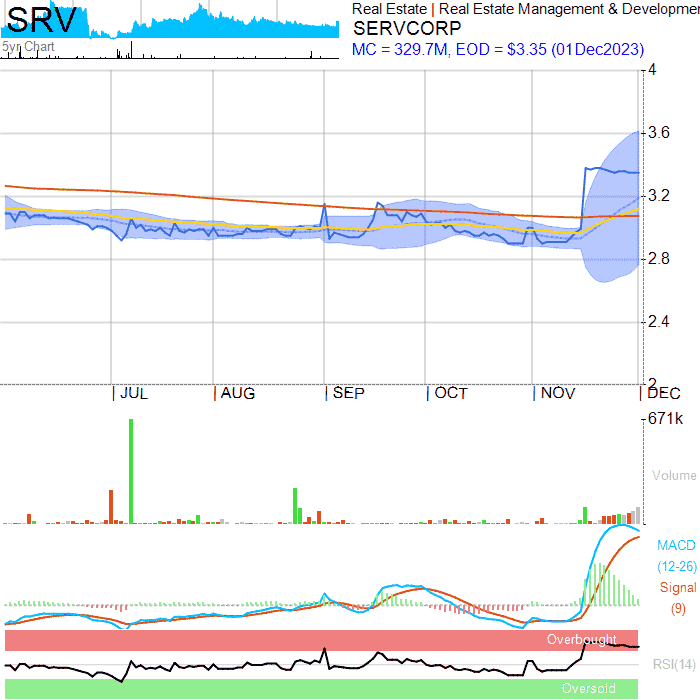 SRV
5yr Chart
Real Estate | Real Estate Management & Developmen
SERVCORP
MC = 329.7M, EOD = $3.35 (01Dec2023)
4
3.6
3.2
2.8
2.4
2
JUL AUG SEP OCT NOV DEC
671k
Volume
MACD
(12-26)
Signal
(9)
Overbought
RSI(14)
Oversold